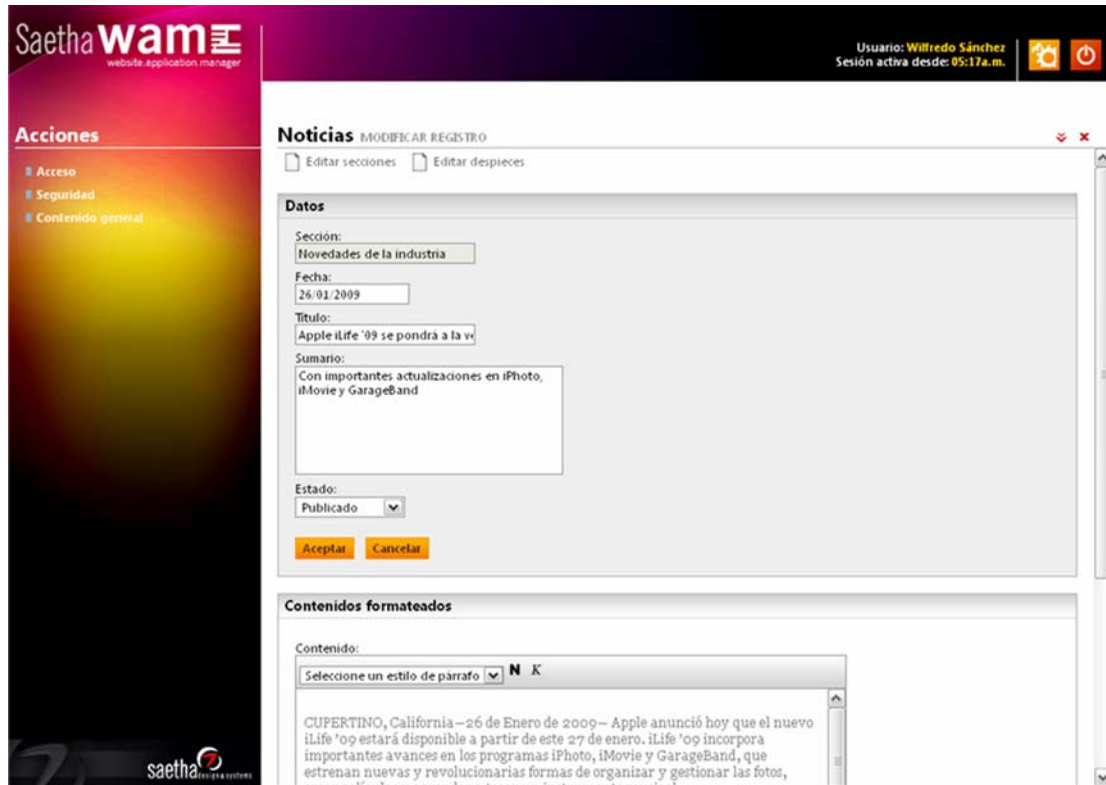 Saetha wam
website.application.manager
Usuario: Wilfredo Sánchez
Sesión activa desde: 05:17a.m.
Acciones
Acceso
Seguridad
Contenido general
Noticias MODIFICAR REGISTRO
Editar secciones Editar despieces
Datos
Sección:
Novedades de la industria
Fecha:
26/01/2009
Título:
Apple iLife '09 se pondrá a la ve
Sumario:
Con importantes actualizaciones en iPhoto,
iMovie y GarageBand
Estado:
Publicado
Aceptar Cancelar
Contenidos formateados
Contenido:
Seleccione un estilo de párrafo N K
CUPERTINO, California—26 de Enero de 2009— Apple anunció hoy que el nuevo
iLife '09 estará disponible a partir de este 27 de enero. iLife '09 incorpora
importantes avances en los programas iPhoto, iMovie y GarageBand, que
estrenan nuevas y revolucionarias formas de organizar y gestionar las fotos,
saetha design & systems